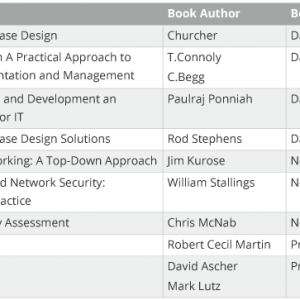 Book Author
ase Design Churcher
A Practical Approach to T.Connoly
ntation and Management C.Begg
and Development an Paulraj Ponniah
or IT
ase Design Solutions Rod Stephens
orking: A Top-Down Approach Jim Kurose
d Network Security: William Stallings
actice
y Assessment Chris McNab
Robert Cecil Martin
David Ascher
Mark Lutz